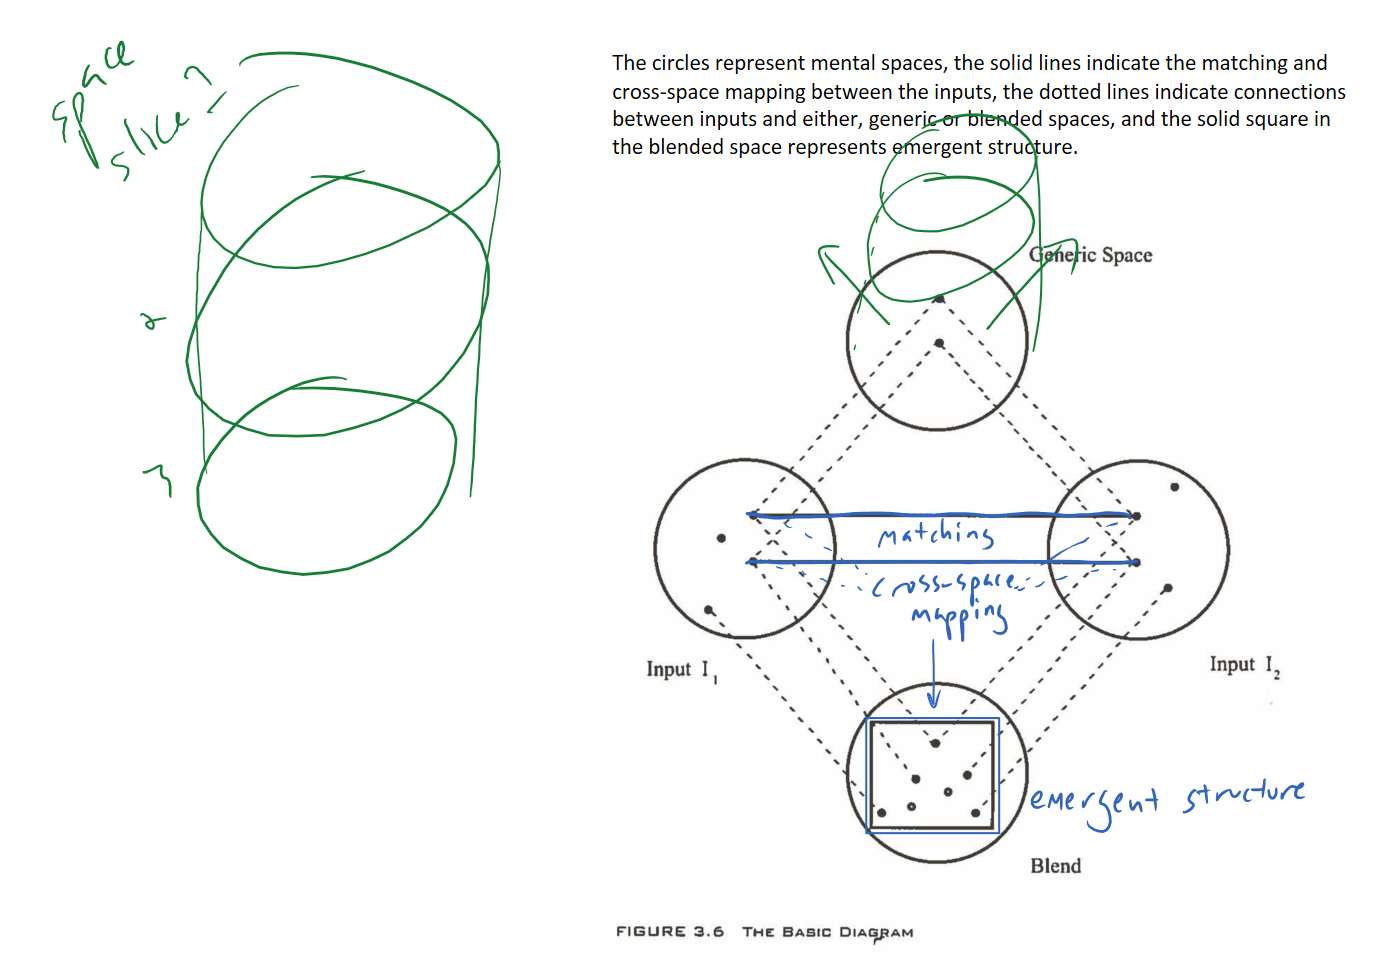 space
slice 1
2
3
The circles represent mental spaces, the solid lines indicate the matching and
cross-space mapping between the inputs, the dotted lines indicate connections
between inputs and either, generic or blended spaces, and the solid square in
the blended space represents emergent structure.
Generic Space
matching
cross-space
mapping
Input I₁
Input I₂
emergent structure
Blend
FIGURE 3.6 THE BASIC DIAGRAM